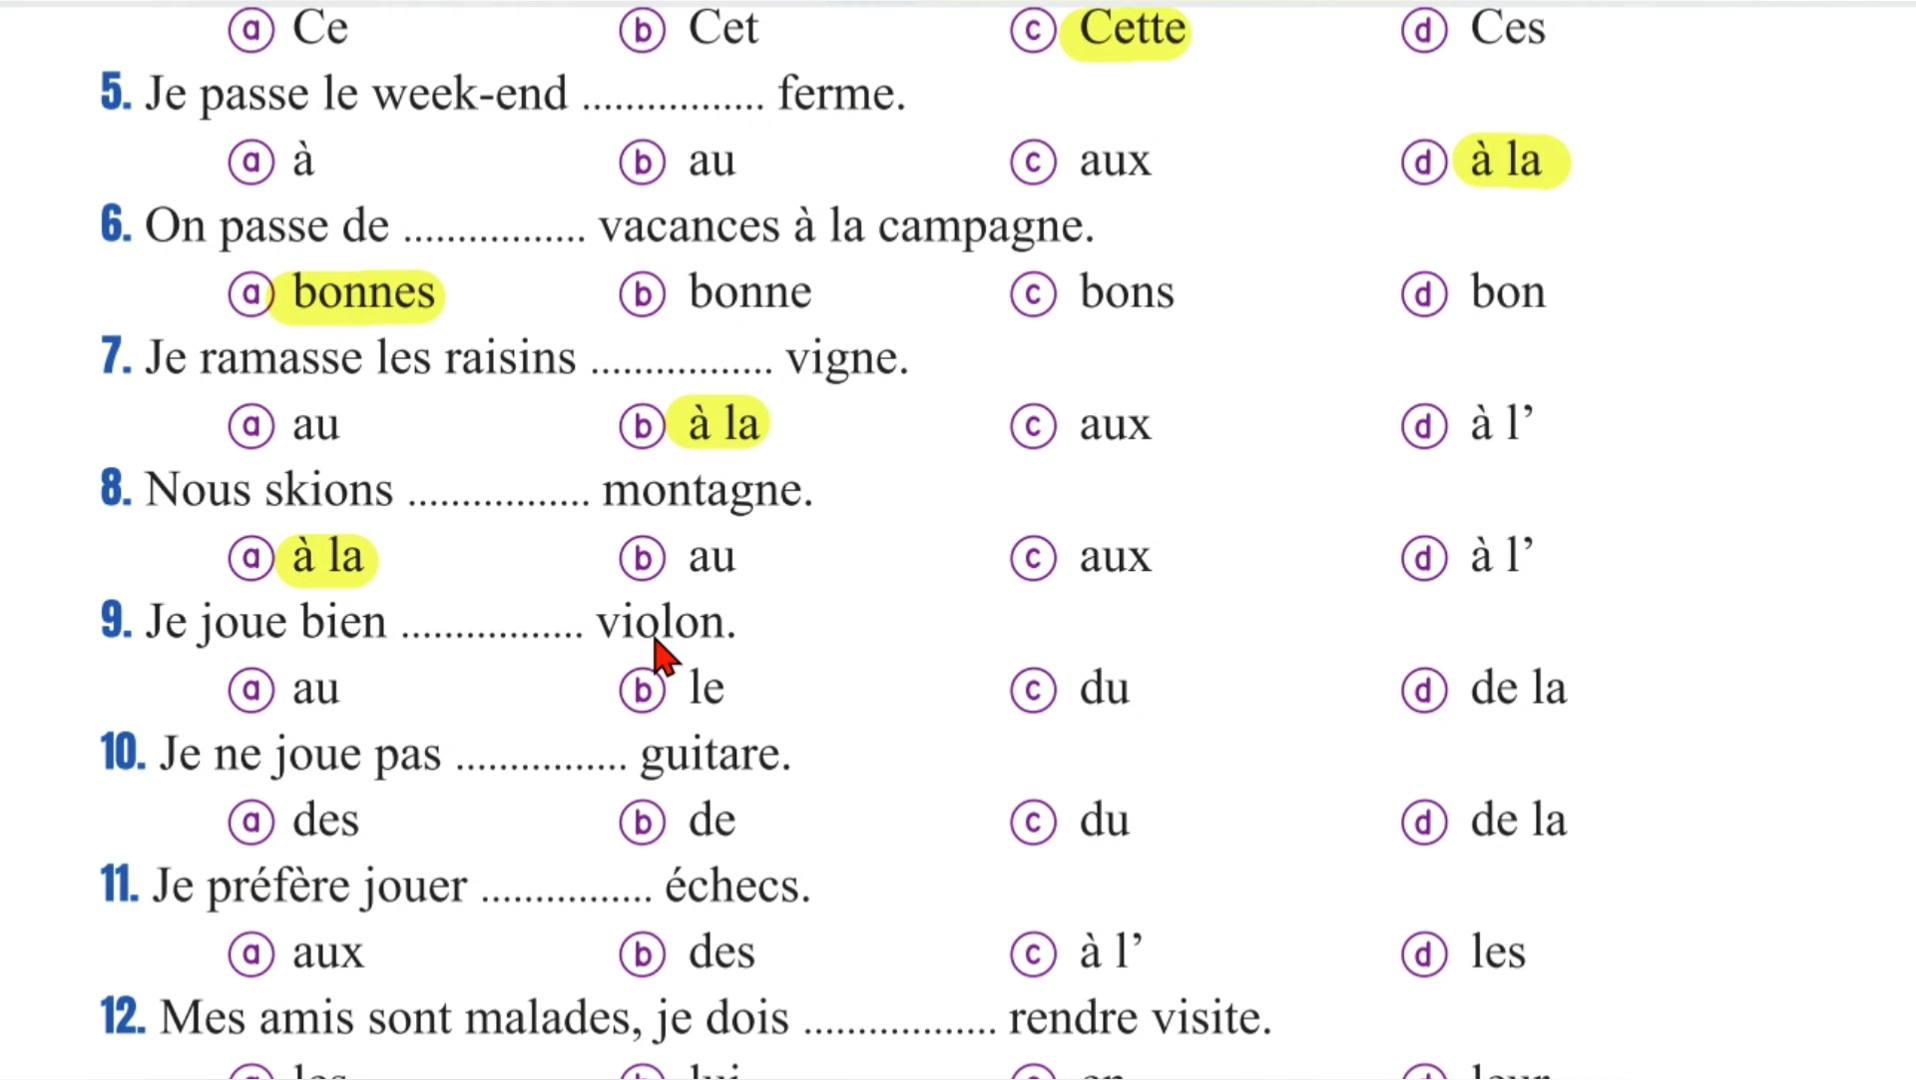 ⓐ Ce ⓑ Cet ⓒ Cette ⓓ Ces
5. Je passe le week-end ................. ferme.
ⓐ à ⓑ au ⓒ aux ⓓ à la
6. On passe de ................. vacances à la campagne.
ⓐ bonnes ⓑ bonne ⓒ bons ⓓ bon
7. Je ramasse les raisins ................. vigne.
ⓐ au ⓑ à la ⓒ aux ⓓ à l’
8. Nous skions ................. montagne.
ⓐ à la ⓑ au ⓒ aux ⓓ à l’
9. Je joue bien ................. violon.
ⓐ au ⓑ le ⓒ du ⓓ de la
10. Je ne joue pas ................ guitare.
ⓐ des ⓑ de ⓒ du ⓓ de la
11. Je préfère jouer ................ échecs.
ⓐ aux ⓑ des ⓒ à l’ ⓓ les
12. Mes amis sont malades, je dois .................. rendre visite.